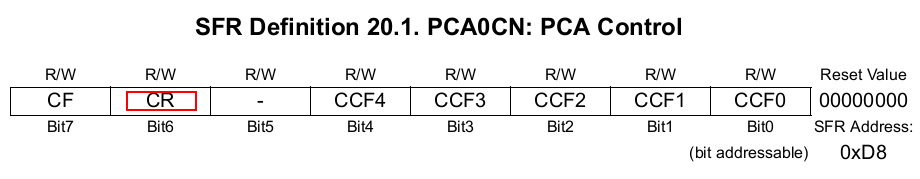 SFR Definition 20.1. PCA0CN: PCA Control
R/W R/W R/W R/W R/W R/W R/W R/W Reset Value
CF CR - CCF4 CCF3 CCF2 CCF1 CCF0 00000000
Bit7 Bit6 Bit5 Bit4 Bit3 Bit2 Bit1 Bit0 SFR Address:
(bit addressable) 0xD8